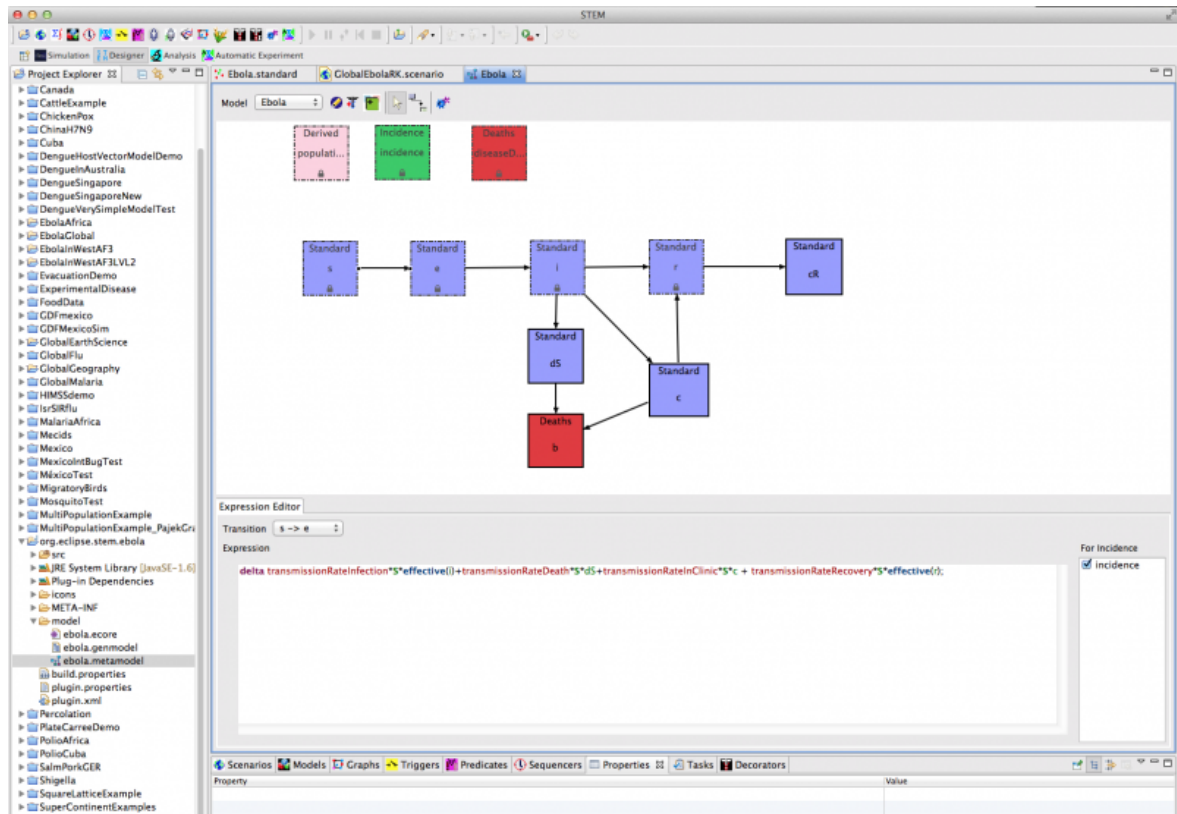 STEM
Simulation Designer Analysis Automatic Experiment
Project Explorer
Ebola.standard GlobalEbolaRK.scenario Ebola
Canada
CattleExample
ChickenPox
ChinaH7N9
Cuba
DengueHostVectorModelDemo
DengueInAustralia
DengueSingapore
DengueSingaporeNew
DengueVerySimpleModelTest
EbolaAfrica
EbolaGlobal
EbolaInWestAF3
EbolaInWestAF3LVL2
EvacuationDemo
ExperimentalDisease
FoodData
GDFmexico
GDFMexicoSim
GlobalEarthScience
GlobalFlu
GlobalGeography
GlobalMalaria
HIMSSdemo
IsrSIRflu
MalariaAfrica
Mecids
Mexico
MexicoIntBugTest
MéxicoTest
MigratoryBirds
MosquitoTest
MultiPopulationExample
MultiPopulationExample_PajekGra
org.eclipse.stem.ebola
src
JRE System Library [JavaSE-1.6]
Plug-in Dependencies
icons
META-INF
model
ebola.ecore
ebola.genmodel
ebola.metamodel
build.properties
plugin.properties
plugin.xml
Percolation
PlateCarreeDemo
PolioAfrica
PolioCuba
SalmPorkGER
Shigella
SquareLatticeExample
SuperContinentExamples
Model Ebola
Derived
populati...
Incidence
incidence
Deaths
diseaseD...
Standard
s
Standard
e
Standard
i
Standard
r
Standard
cR
Standard
dS
Standard
c
Deaths
b
Expression Editor
Transition s -> e
Expression
For Incidence
incidence
delta transmissionRateInfection*S*effective(i)+transmissionRateDeath*S*dS+transmissionRateInClinic*S*c + transmissionRateRecovery*S*effective(r);
Scenarios Models Graphs Triggers Predicates Sequencers Properties Tasks Decorators
Property Value